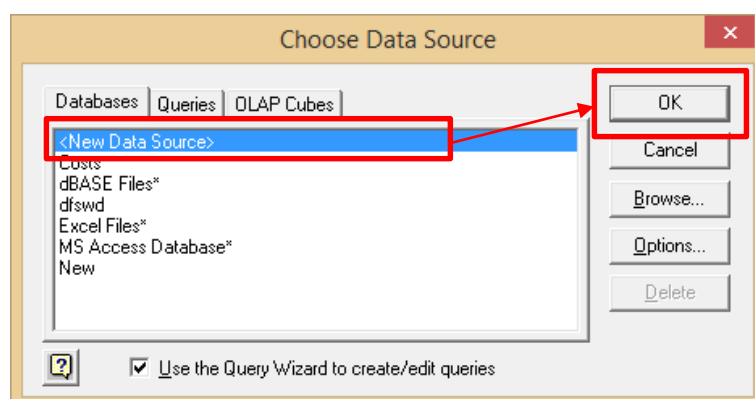 Choose Data Source
Databases Queries OLAP Cubes
<New Data Source>
Costs
dBASE Files*
dfswd
Excel Files*
MS Access Database*
New
OK
Cancel
Browse...
Options...
Delete
Use the Query Wizard to create/edit queries